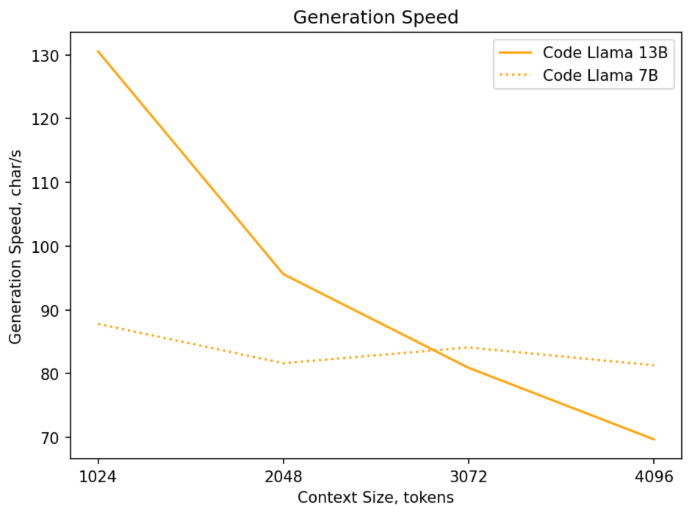 Generation Speed
Code Llama 13B
Code Llama 7B
Generation Speed, char/s
130
120
110
100
90
80
70
1024
2048
3072
4096
Context Size, tokens